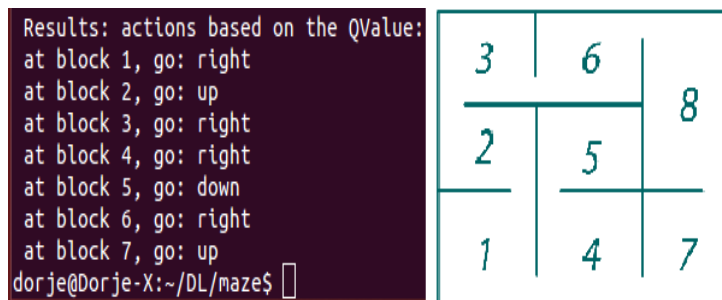 Results: actions based on the QValue:
at block 1, go: right
at block 2, go: up
at block 3, go: right
at block 4, go: right
at block 5, go: down
at block 6, go: right
at block 7, go: up
dorje@Dorje-X:~/DL/maze$
3 6
8
2 5
1 4 7